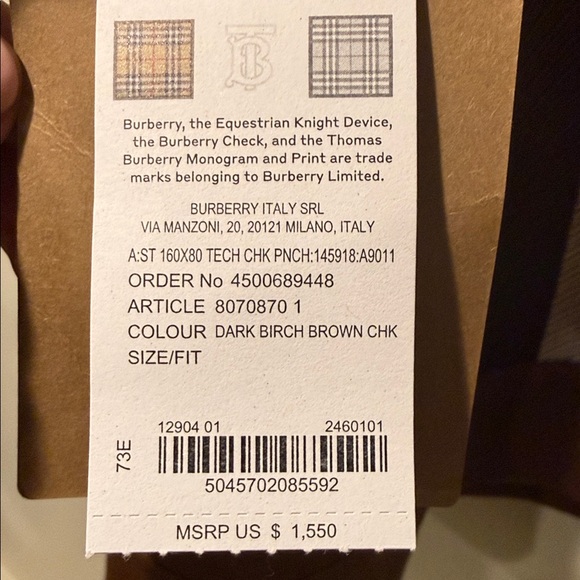 Burberry, the Equestrian Knight Device,
the Burberry Check, and the Thomas
Burberry Monogram and Print are trade
marks belonging to Burberry Limited.
BURBERRY ITALY SRL
VIA MANZONI, 20, 20121 MILANO, ITALY
A:ST 160X80 TECH CHK PNCH:145918:A9011
ORDER No 4500689448
ARTICLE 8070870 1
COLOUR DARK BIRCH BROWN CHK
SIZE/FIT
73E
12904 01 2460101
5045702085592
MSRP US $ 1,550